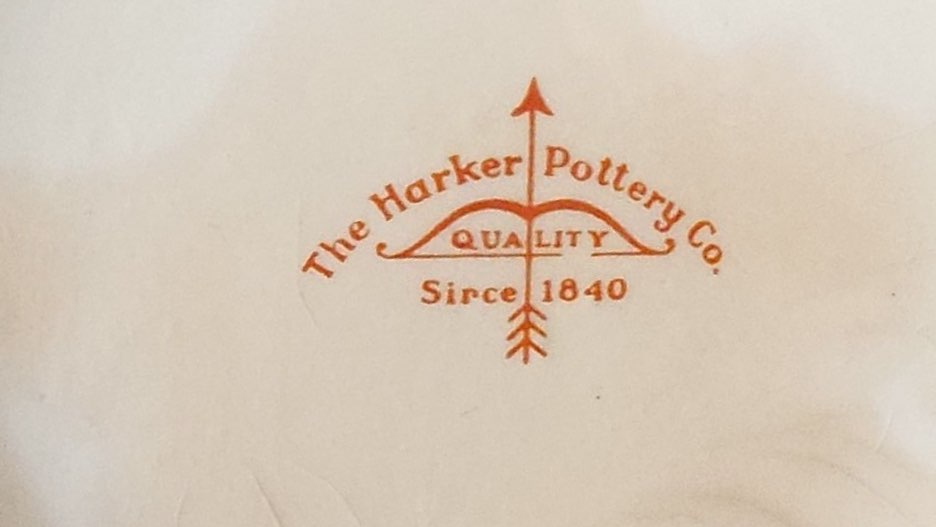 The Harker Pottery Co.
QUALITY
Since 1840